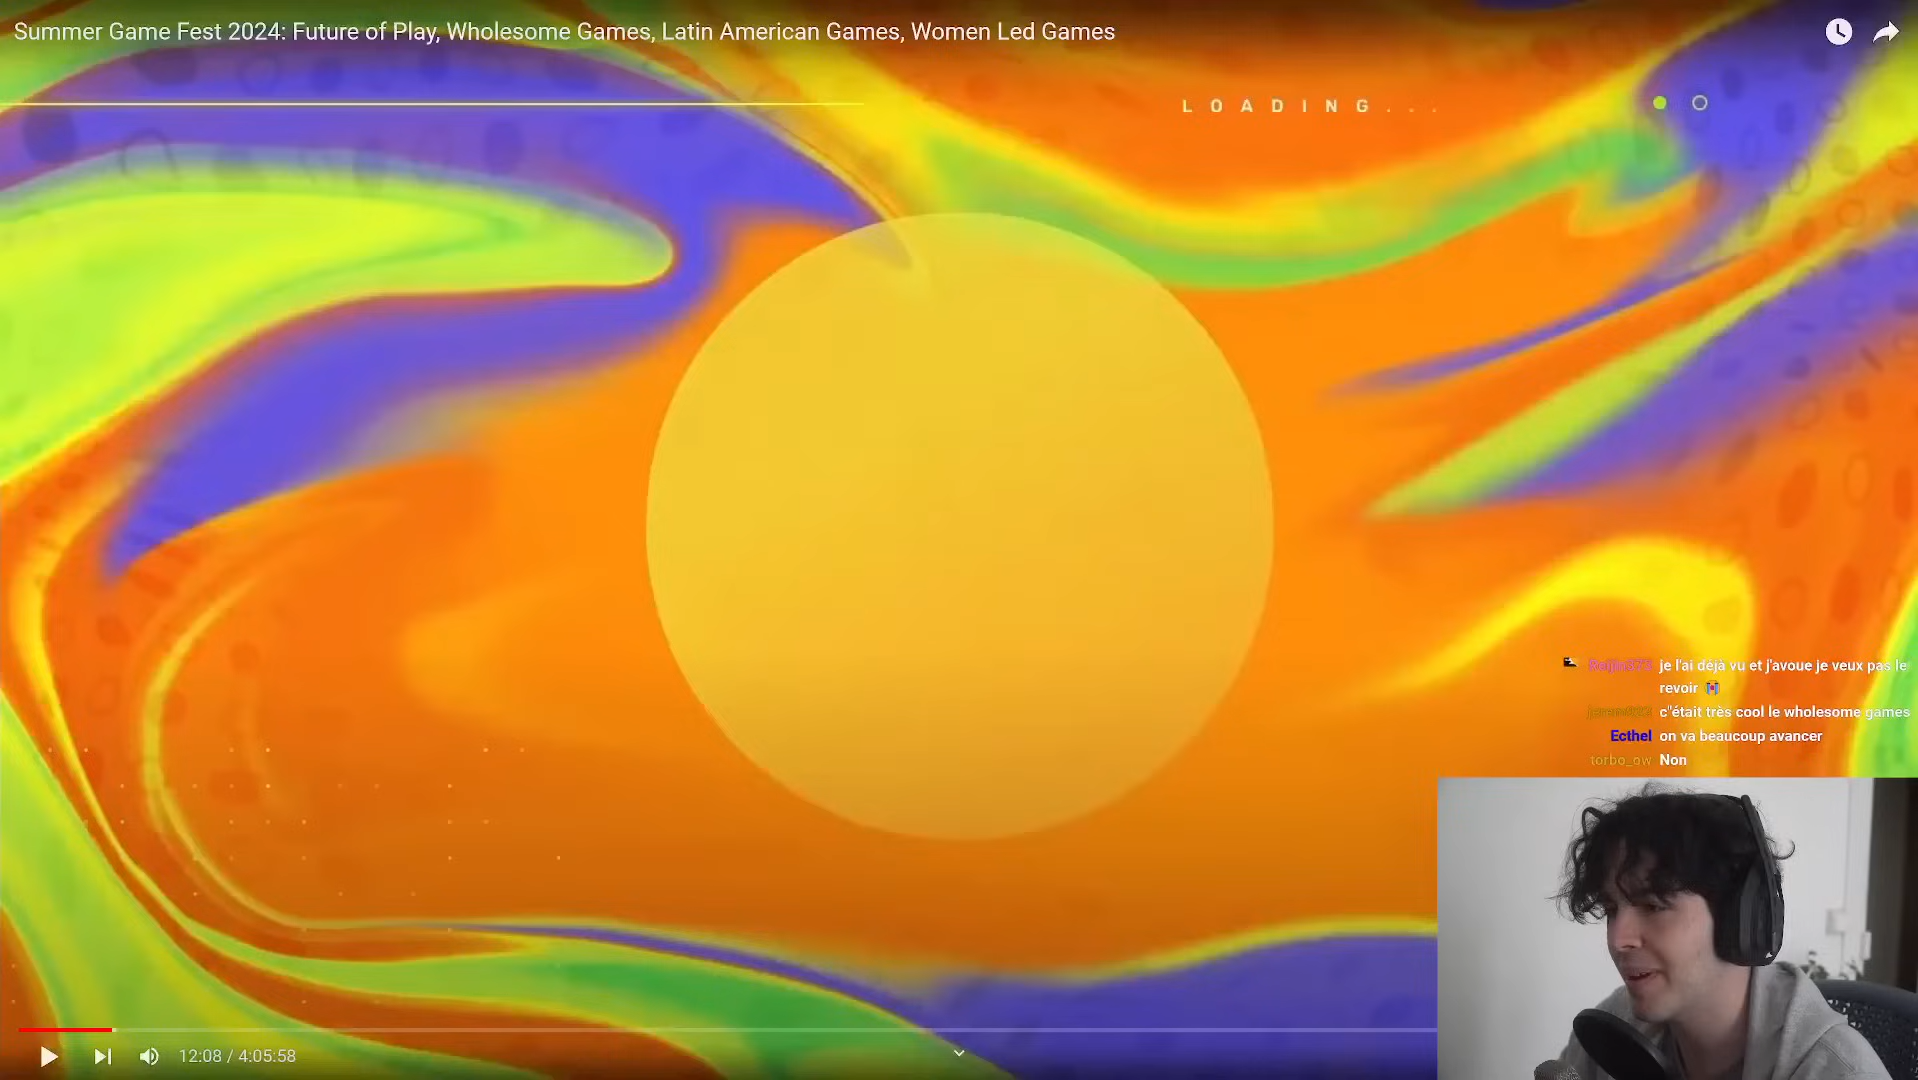 Summer Game Fest 2024: Future of Play, Wholesome Games, Latin American Games, Women Led Games
LOADING...
je l'ai déjà vu et j'avoue je veux pas le
revoir
c"était très cool le wholesome games
Ecthel on va beaucoup avancer
torbo_ow Non
12:08 / 4:05:58